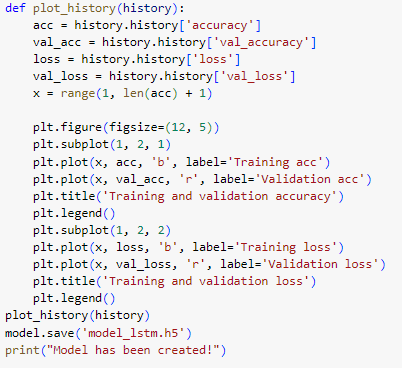 def plot_history(history):
    acc = history.history['accuracy']
    val_acc = history.history['val_accuracy']
    loss = history.history['loss']
    val_loss = history.history['val_loss']
    x = range(1, len(acc) + 1)

    plt.figure(figsize=(12, 5))
    plt.subplot(1, 2, 1)
    plt.plot(x, acc, 'b', label='Training acc')
    plt.plot(x, val_acc, 'r', label='Validation acc')
    plt.title('Training and validation accuracy')
    plt.legend()
    plt.subplot(1, 2, 2)
    plt.plot(x, loss, 'b', label='Training loss')
    plt.plot(x, val_loss, 'r', label='Validation loss')
    plt.title('Training and validation loss')
    plt.legend()
plot_history(history)
model.save('model_lstm.h5')
print("Model has been created!")